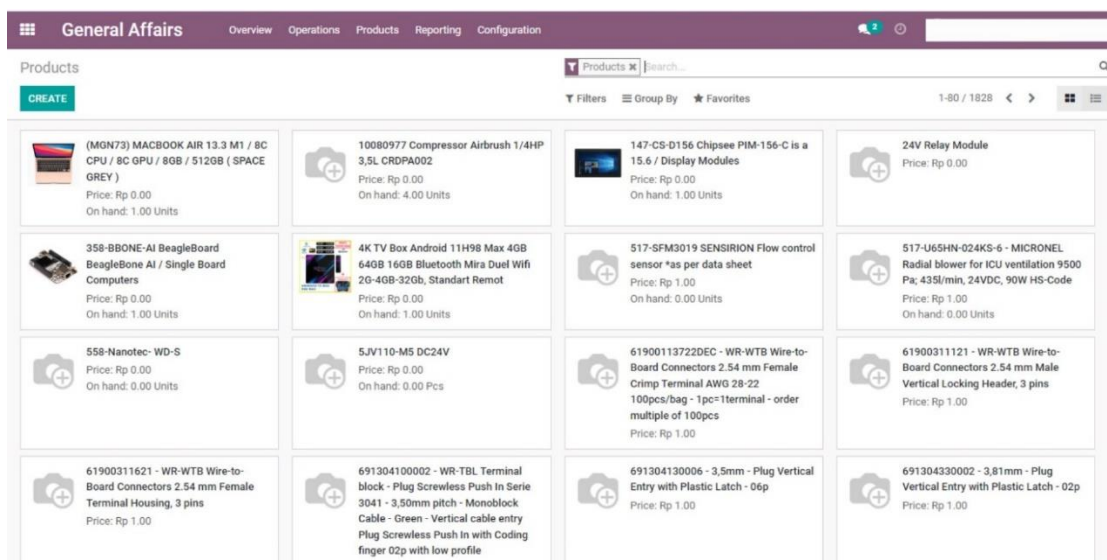 General Affairs
Overview Operations Products Reporting Configuration
2
Products
Products × Search...
CREATE
Filters Group By Favorites
1-80 / 1828
(MGN73) MACBOOK AIR 13.3 M1 / 8C
CPU / 8C GPU / 8GB / 512GB ( SPACE
GREY )
Price: Rp 0.00
On hand: 1.00 Units
10080977 Compressor Airbrush 1/4HP
3,5L CRDPA002
Price: Rp 0.00
On hand: 4.00 Units
147-CS-D156 Chipsee PIM-156-C is a
15.6 / Display Modules
Price: Rp 0.00
On hand: 1.00 Units
24V Relay Module
Price: Rp 0.00
358-BBONE-AI BeagleBoard
BeagleBone AI / Single Board
Computers
Price: Rp 0.00
On hand: 1.00 Units
4K TV Box Android 11H98 Max 4GB
64GB 16GB Bluetooth Mira Duel Wifi
2G-4GB-32Gb, Standart Remot
Price: Rp 0.00
On hand: 1.00 Units
517-SFM3019 SENSIRION Flow control
sensor *as per data sheet
Price: Rp 1.00
On hand: 0.00 Units
517-U65HN-024KS-6 - MICRONEL
Radial blower for ICU ventilation 9500
Pa; 435l/min, 24VDC, 90W HS-Code
Price: Rp 1.00
On hand: 0.00 Units
558-Nanotec- WD-S
Price: Rp 0.00
On hand: 0.00 Units
5JV110-M5 DC24V
Price: Rp 0.00
On hand: 0.00 Pcs
61900113722DEC - WR-WTB Wire-to-
Board Connectors 2.54 mm Female
Crimp Terminal AWG 28-22
100pcs/bag - 1pc=1terminal - order
multiple of 100pcs
Price: Rp 1.00
61900311121 - WR-WTB Wire-to-
Board Connectors 2.54 mm Male
Vertical Locking Header, 3 pins
Price: Rp 1.00
61900311621 - WR-WTB Wire-to-
Board Connectors 2.54 mm Female
Terminal Housing, 3 pins
Price: Rp 1.00
691304100002 - WR-TBL Terminal
block - Plug Screwless Push In Serie
3041 - 3,50mm pitch - Monoblock
Cable - Green - Vertical cable entry
Plug Screwless Push In with Coding
finger 02p with low profile
691304130006 - 3,5mm - Plug Vertical
Entry with Plastic Latch - 06p
Price: Rp 1.00
691304330002 - 3,81mm - Plug
Vertical Entry with Plastic Latch - 02p
Price: Rp 1.00